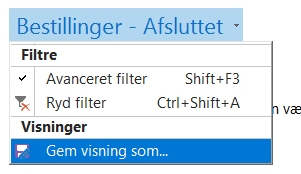 Bestillinger - Afsluttet
Filtre
Avanceret filter Shift+F3
Ryd filter Ctrl+Shift+A
Visninger
Gem visning som...